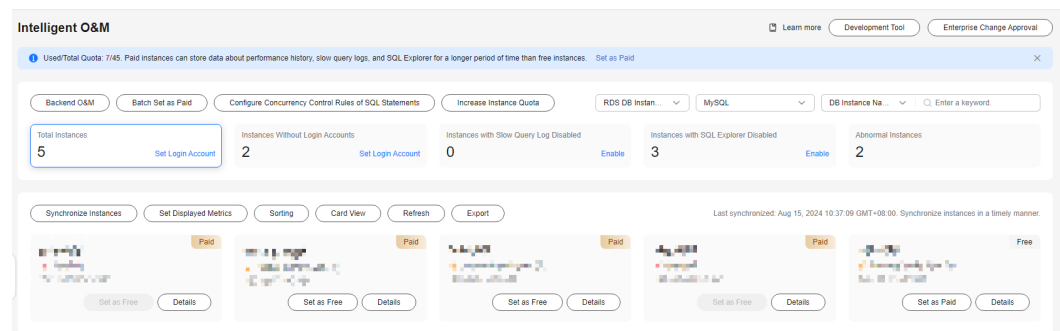 Intelligent O&M
Learn more Development Tool Enterprise Change Approval
Used/Total Quota: 7/45. Paid instances can store data about performance history, slow query logs, and SQL Explorer for a longer period of time than free instances. Set as Paid
Backend O&M Batch Set as Paid Configure Concurrency Control Rules of SQL Statements Increase Instance Quota RDS DB Instan... MySQL DB Instance Na... Enter a keyword.
Total Instances Instances Without Login Accounts Instances with Slow Query Log Disabled Instances with SQL Explorer Disabled Abnormal Instances
5 Set Login Account 2 Set Login Account 0 Enable 3 Enable 2
Synchronize Instances Set Displayed Metrics Sorting Card View Refresh Export Last synchronized: Aug 15, 2024 10:37:09 GMT+08:00. Synchronize instances in a timely manner.
Paid Paid Paid Paid Free
Set as Free Details Set as Free Details Set as Free Details Set as Free Details Set as Paid Details